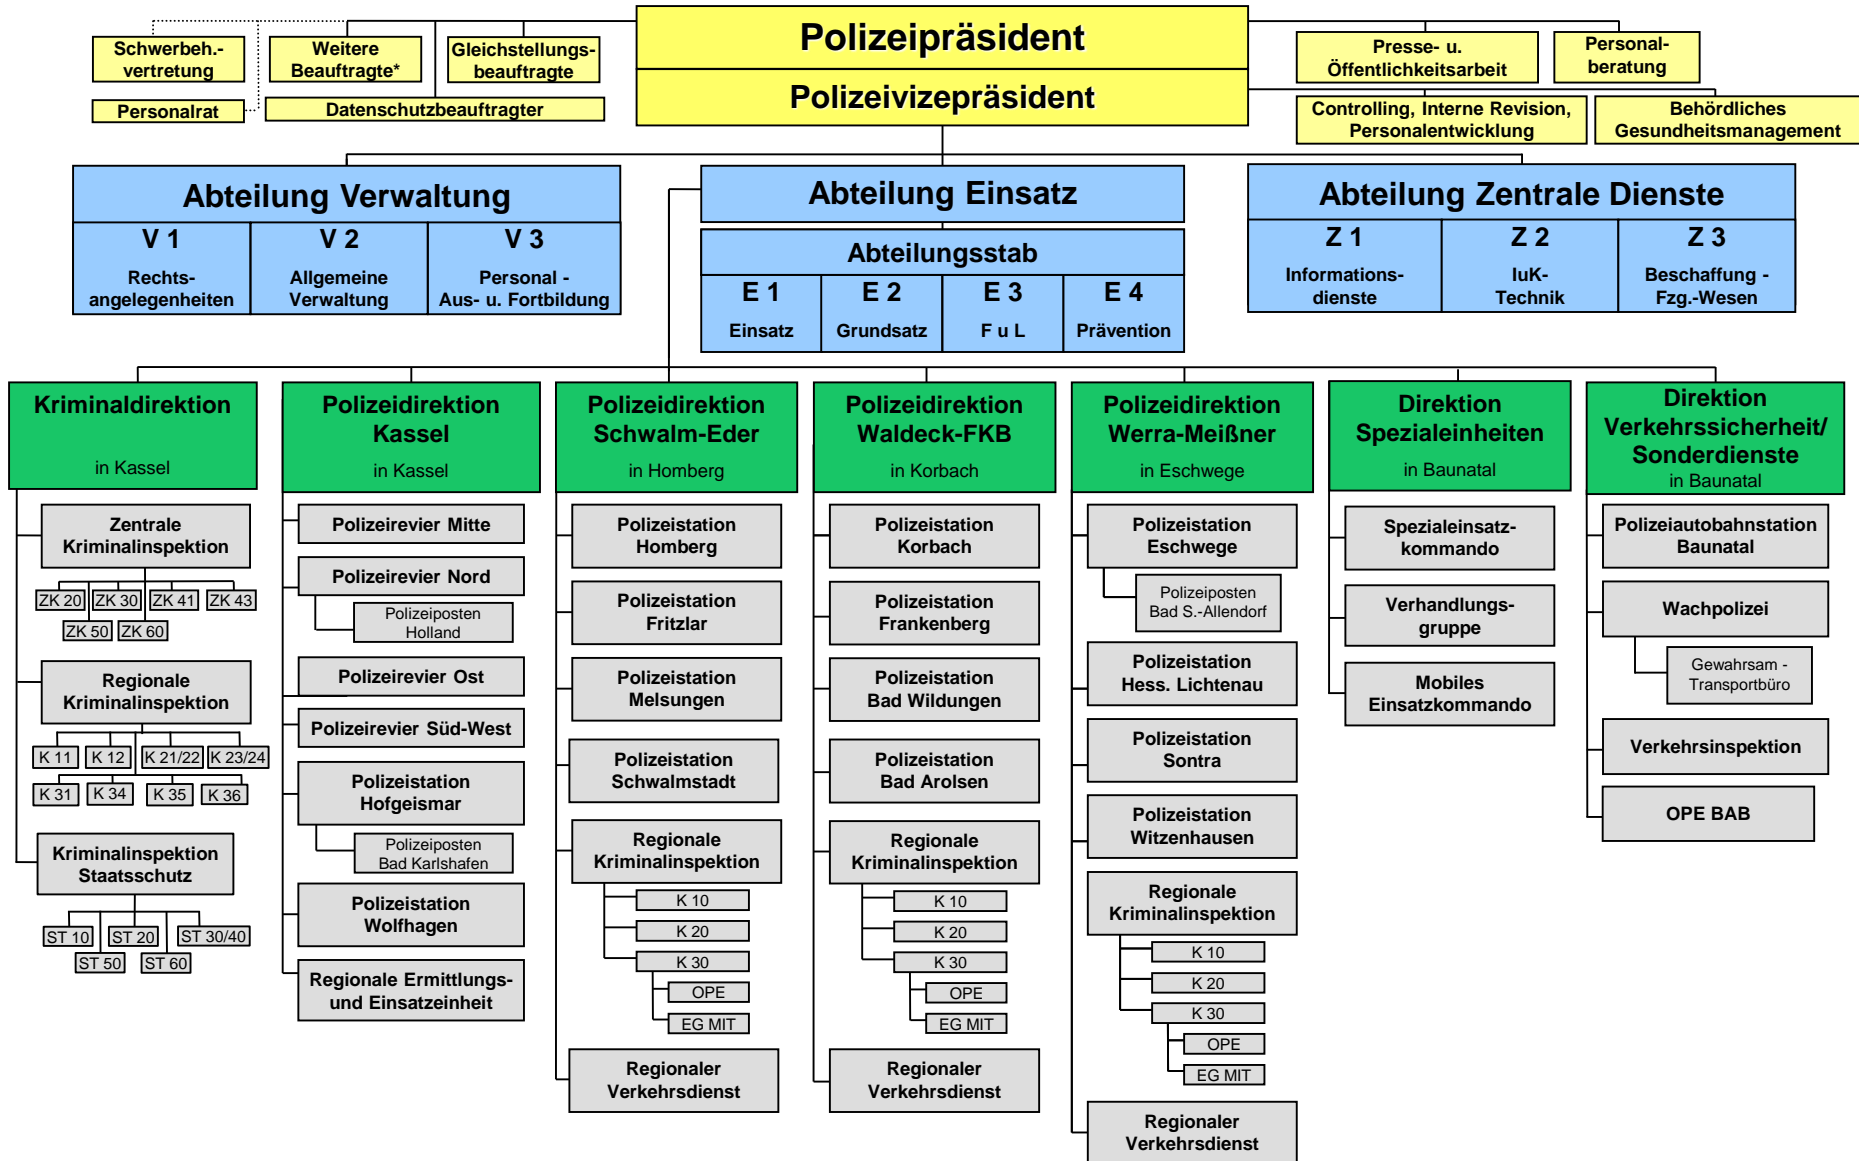 Polizeipräsident
Polizeivizepräsident
Schwerbeh.-
vertretung
Weitere
Beauftragte*
Gleichstellungs-
beauftragte
Personalrat
Datenschutzbeauftragter
Presse- u.
Öffentlichkeitsarbeit
Personal-
beratung
Controlling, Interne Revision,
Personalentwicklung
Behördliches
Gesundheitsmanagement
Abteilung Verwaltung
V 1
Rechts-
angelegenheiten
V 2
Allgemeine
Verwaltung
V 3
Personal -
Aus- u. Fortbildung
Abteilung Einsatz
Abteilungsstab
E 1
Einsatz
E 2
Grundsatz
E 3
F u L
E 4
Prävention
Abteilung Zentrale Dienste
Z 1
Informations-
dienste
Z 2
IuK-
Technik
Z 3
Beschaffung -
Fzg.-Wesen
Kriminaldirektion
in Kassel
Zentrale
Kriminalinspektion
ZK 20
ZK 30
ZK 41
ZK 43
ZK 50
ZK 60
Regionale
Kriminalinspektion
K 11
K 12
K 21/22
K 23/24
K 31
K 34
K 35
K 36
Kriminalinspektion
Staatsschutz
ST 10
ST 20
ST 30/40
ST 50
ST 60
Polizeidirektion
Kassel
in Kassel
Polizeirevier Mitte
Polizeirevier Nord
Polizeiposten
Holland
Polizeirevier Ost
Polizeirevier Süd-West
Polizeistation
Hofgeismar
Polizeiposten
Bad Karlshafen
Polizeistation
Wolfhagen
Regionale Ermittlungs-
und Einsatzeinheit
Polizeidirektion
Schwalm-Eder
in Homberg
Polizeistation
Homberg
Polizeistation
Fritzlar
Polizeistation
Melsungen
Polizeistation
Schwalmstadt
Regionale
Kriminalinspektion
K 10
K 20
K 30
OPE
EG MIT
Regionaler
Verkehrsdienst
Polizeidirektion
Waldeck-FKB
in Korbach
Polizeistation
Korbach
Polizeistation
Frankenberg
Polizeistation
Bad Wildungen
Polizeistation
Bad Arolsen
Regionale
Kriminalinspektion
K 10
K 20
K 30
OPE
EG MIT
Regionaler
Verkehrsdienst
Polizeidirektion
Werra-Meißner
in Eschwege
Polizeistation
Eschwege
Polizeiposten
Bad S.-Allendorf
Polizeistation
Hess. Lichtenau
Polizeistation
Sontra
Polizeistation
Witzenhausen
Regionale
Kriminalinspektion
K 10
K 20
K 30
OPE
EG MIT
Regionaler
Verkehrsdienst
Direktion
Spezialeinheiten
in Baunatal
Spezialeinsatz-
kommando
Verhandlungs-
gruppe
Mobiles
Einsatzkommando
Direktion
Verkehrssicherheit/
Sonderdienste
in Baunatal
Polizeiautobahnstation
Baunatal
Wachpolizei
Gewahrsam -
Transportbüro
Verkehrsinspektion
OPE BAB